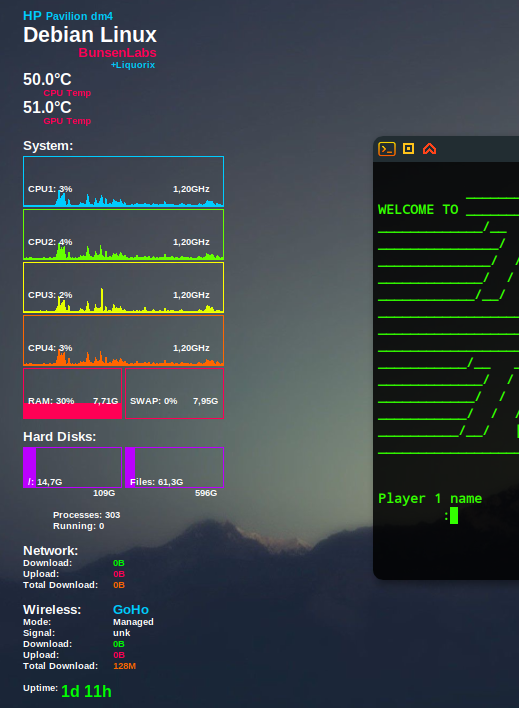 HP Pavilion dm4
Debian Linux
BunsenLabs
+Liquorix
50.0°C
CPU Temp
51.0°C
GPU Temp
System:
CPU1: 3% 1,20GHz
CPU2: 4% 1,20GHz
CPU3: 2% 1,20GHz
CPU4: 3% 1,20GHz
RAM: 30% 7,71G SWAP: 0% 7,95G
Hard Disks:
/: 14,7G Files: 61,3G
109G 596G
Processes: 303
Running: 0
Network:
Download: 0B
Upload: 0B
Total Download: 0B
Wireless: GoHo
Mode: Managed
Signal: unk
Download: 0B
Upload: 0B
Total Download: 128M
Uptime: 1d 11h
WELCOME TO
Player 1 name
: